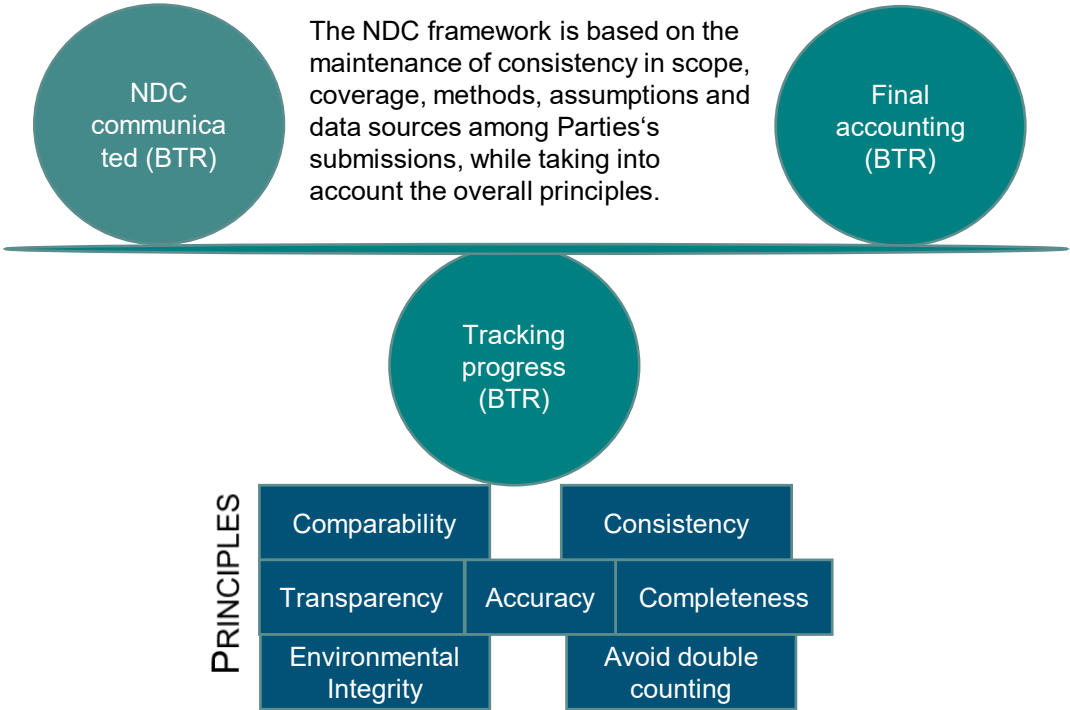 NDC
communica
ted (BTR)
The NDC framework is based on the
maintenance of consistency in scope,
coverage, methods, assumptions and
data sources among Parties‘s
submissions, while taking into
account the overall principles.
Final
accounting
(BTR)
Tracking
progress
(BTR)
PRINCIPLES
Comparability
Consistency
Transparency
Accuracy
Completeness
Environmental
Integrity
Avoid double
counting